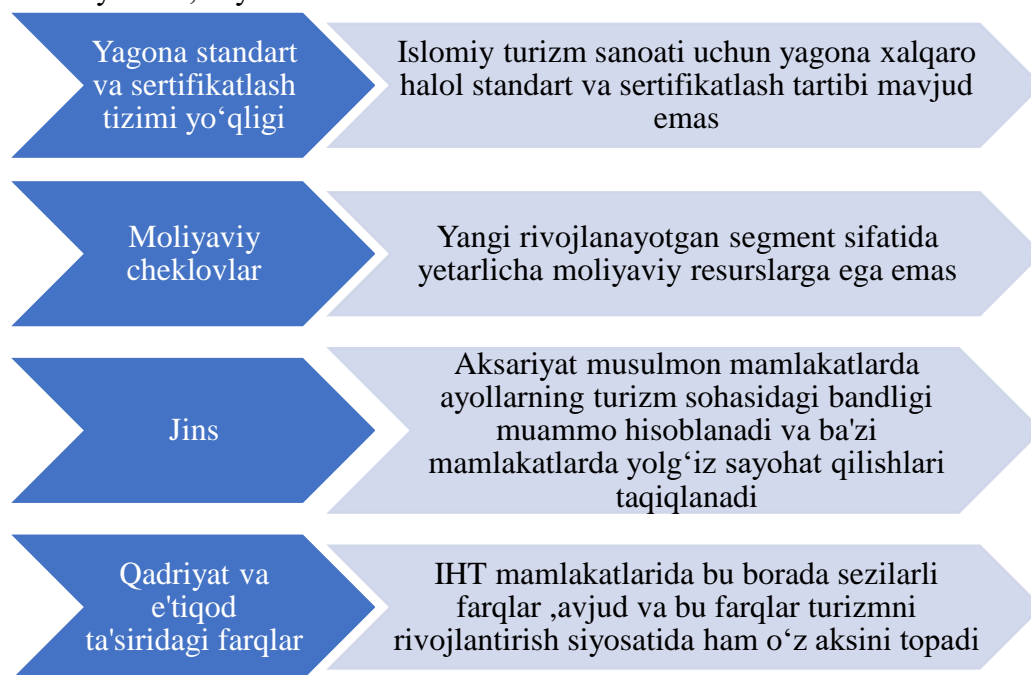 Yagona standart
va sertifikatlash
tizimi yo‘qligi
Islomiy turizm sanoati uchun yagona xalqaro
halol standart va sertifikatlash tartibi mavjud
emas
Moliyaviy
cheklovlar
Yangi rivojlanayotgan segment sifatida
yetarlicha moliyaviy resurslarga ega emas
Jins
Aksariyat musulmon mamlakatlarda
ayollarning turizm sohasidagi bandligi
muammo hisoblanadi va ba'zi
mamlakatlarda yolg‘iz sayohat qilishlari
taqiqlanadi
Qadriyat va
e'tiqod
ta'siridagi farqlar
IHT mamlakatlarida bu borada sezilarli
farqlar ,avjud va bu farqlar turizmni
rivojlantirish siyosatida ham o‘z aksini topadi